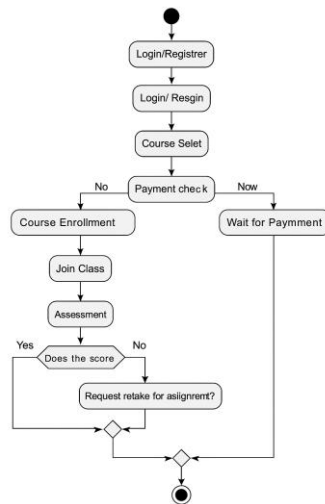 Login/Registrer
Login/ Resgin
Course Selet
Payment check
No
Now
Course Enrollment
Wait for Paymment
Join Class
Assessment
Yes
Does the score
No
Request retake for asiignremt?